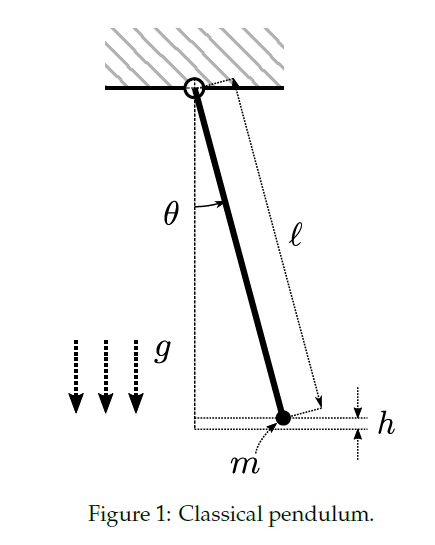 θ
ℓ
g
h
m
Figure 1: Classical pendulum.